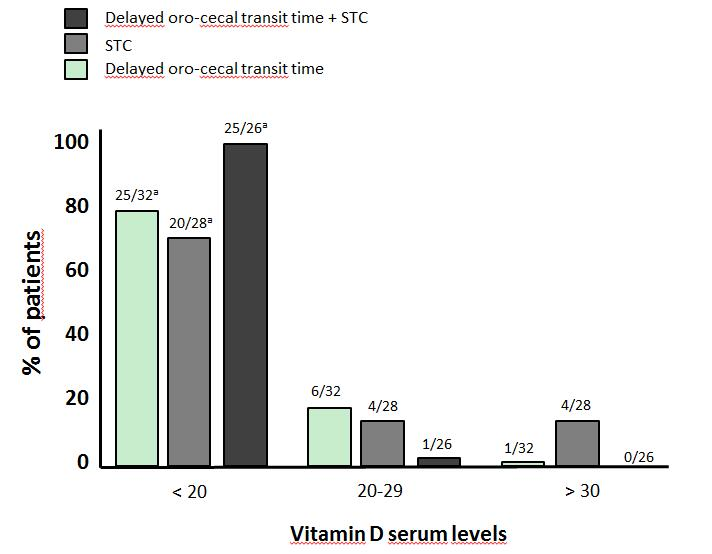 Delayed oro-cecal transit time + STC
STC
Delayed oro-cecal transit time
100
80
60
40
20
0
% of patients
25/32ª
20/28ª
25/26ª
6/32
4/28
1/26
1/32
4/28
0/26
< 20
20-29
> 30
Vitamin D serum levels